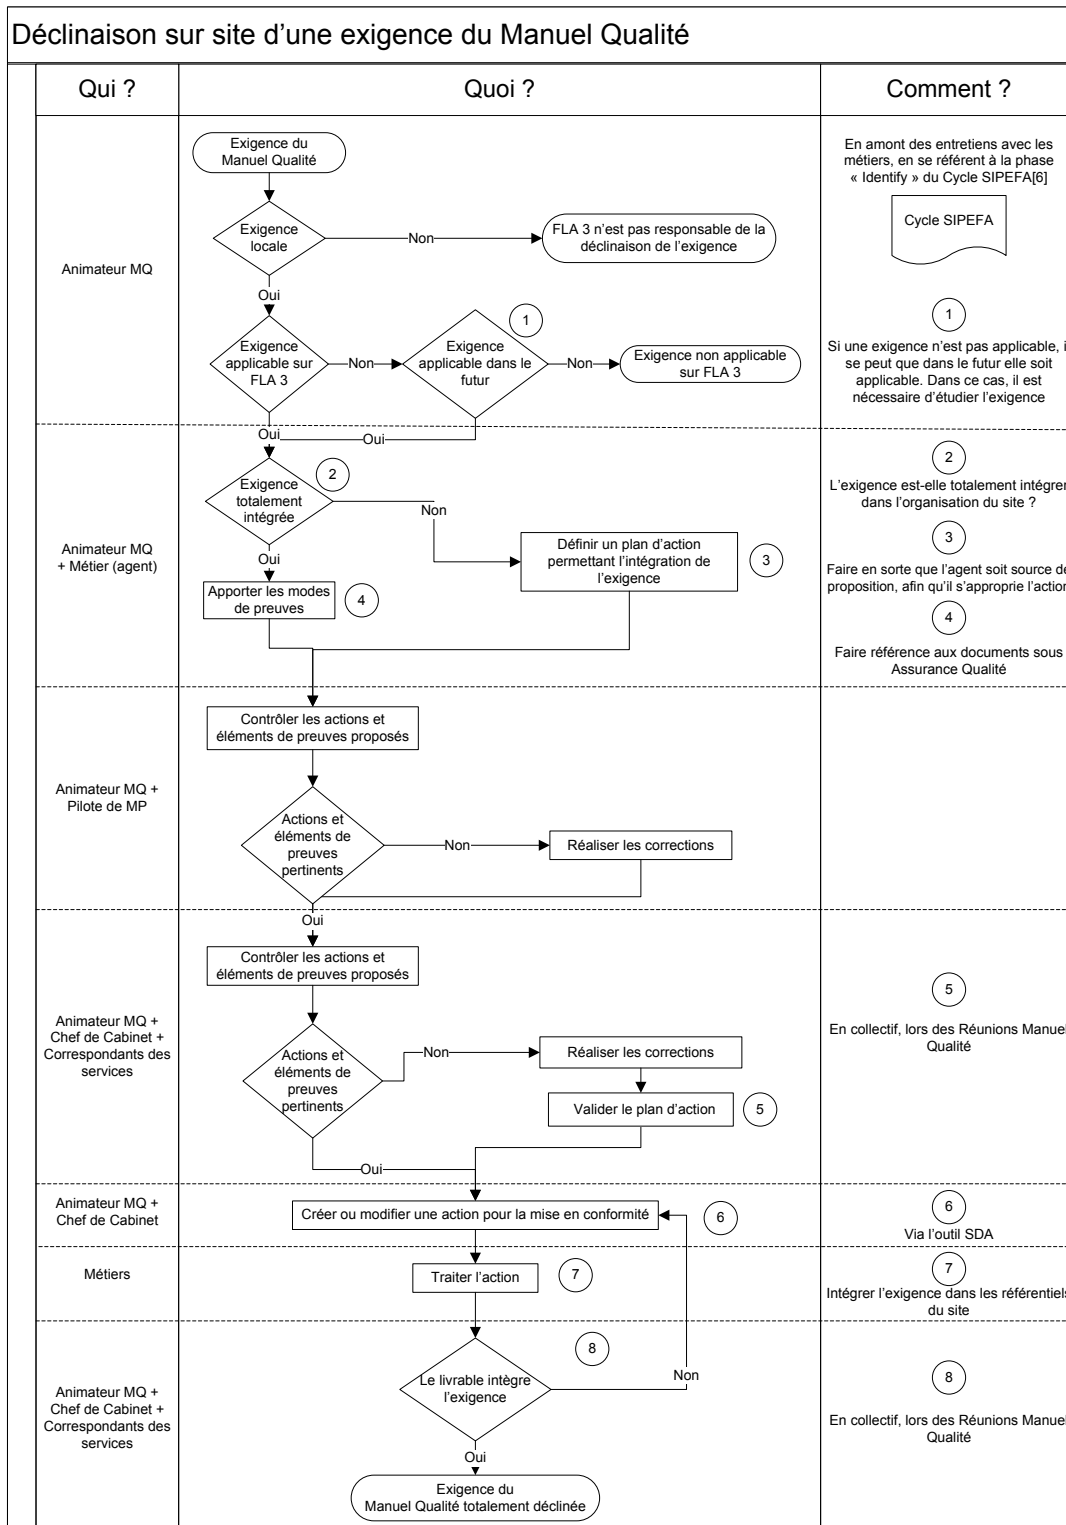 Déclinaison sur site d'une exigence du Manuel Qualité
Qui ?
Quoi ?
Comment ?
Exigence du
Manuel Qualité
En amont des entretiens avec les
métiers, en se référent à la phase
« Identify » du Cycle SIPEFA[6]
Cycle SIPEFA
Exigence
locale
Non
FLA 3 n'est pas responsable de la
déclinaison de l'exigence
Animateur MQ
Oui
1
1
Exigence
applicable sur
FLA 3
Non
Exigence
applicable dans le
futur
Non
Exigence non applicable
sur FLA 3
Si une exigence n'est pas applicable, i
se peut que dans le futur elle soit
applicable. Dans ce cas, il est
nécessaire d'étudier l'exigence
Oui
Oui
2
2
Exigence
totalement
intégrée
Non
L'exigence est-elle totalement intégrer
dans l'organisation du site ?
Animateur MQ
+ Métier (agent)
Oui
Définir un plan d'action
permettant l'intégration de
l'exigence
3
3
Faire en sorte que l'agent soit source de
proposition, afin qu'il s'approprie l'action
Apporter les modes
de preuves
4
4
Faire référence aux documents sous
Assurance Qualité
Contrôler les actions et
éléments de preuves proposés
Animateur MQ +
Pilote de MP
Actions et
éléments de
preuves
pertinents
Non
Réaliser les corrections
Oui
Contrôler les actions et
éléments de preuves proposés
5
En collectif, lors des Réunions Manuel
Qualité
Animateur MQ +
Chef de Cabinet +
Correspondants des
services
Actions et
éléments de
preuves
pertinents
Non
Réaliser les corrections
Valider le plan d'action
5
Oui
Animateur MQ +
Chef de Cabinet
Créer ou modifier une action pour la mise en conformité
6
6
Via l'outil SDA
Métiers
Traiter l'action
7
7
Intégrer l'exigence dans les référentiels
du site
8
Le livrable intègre
l'exigence
Non
8
En collectif, lors des Réunions Manuel
Qualité
Animateur MQ +
Chef de Cabinet +
Correspondants des
services
Oui
Exigence du
Manuel Qualité totalement déclinée